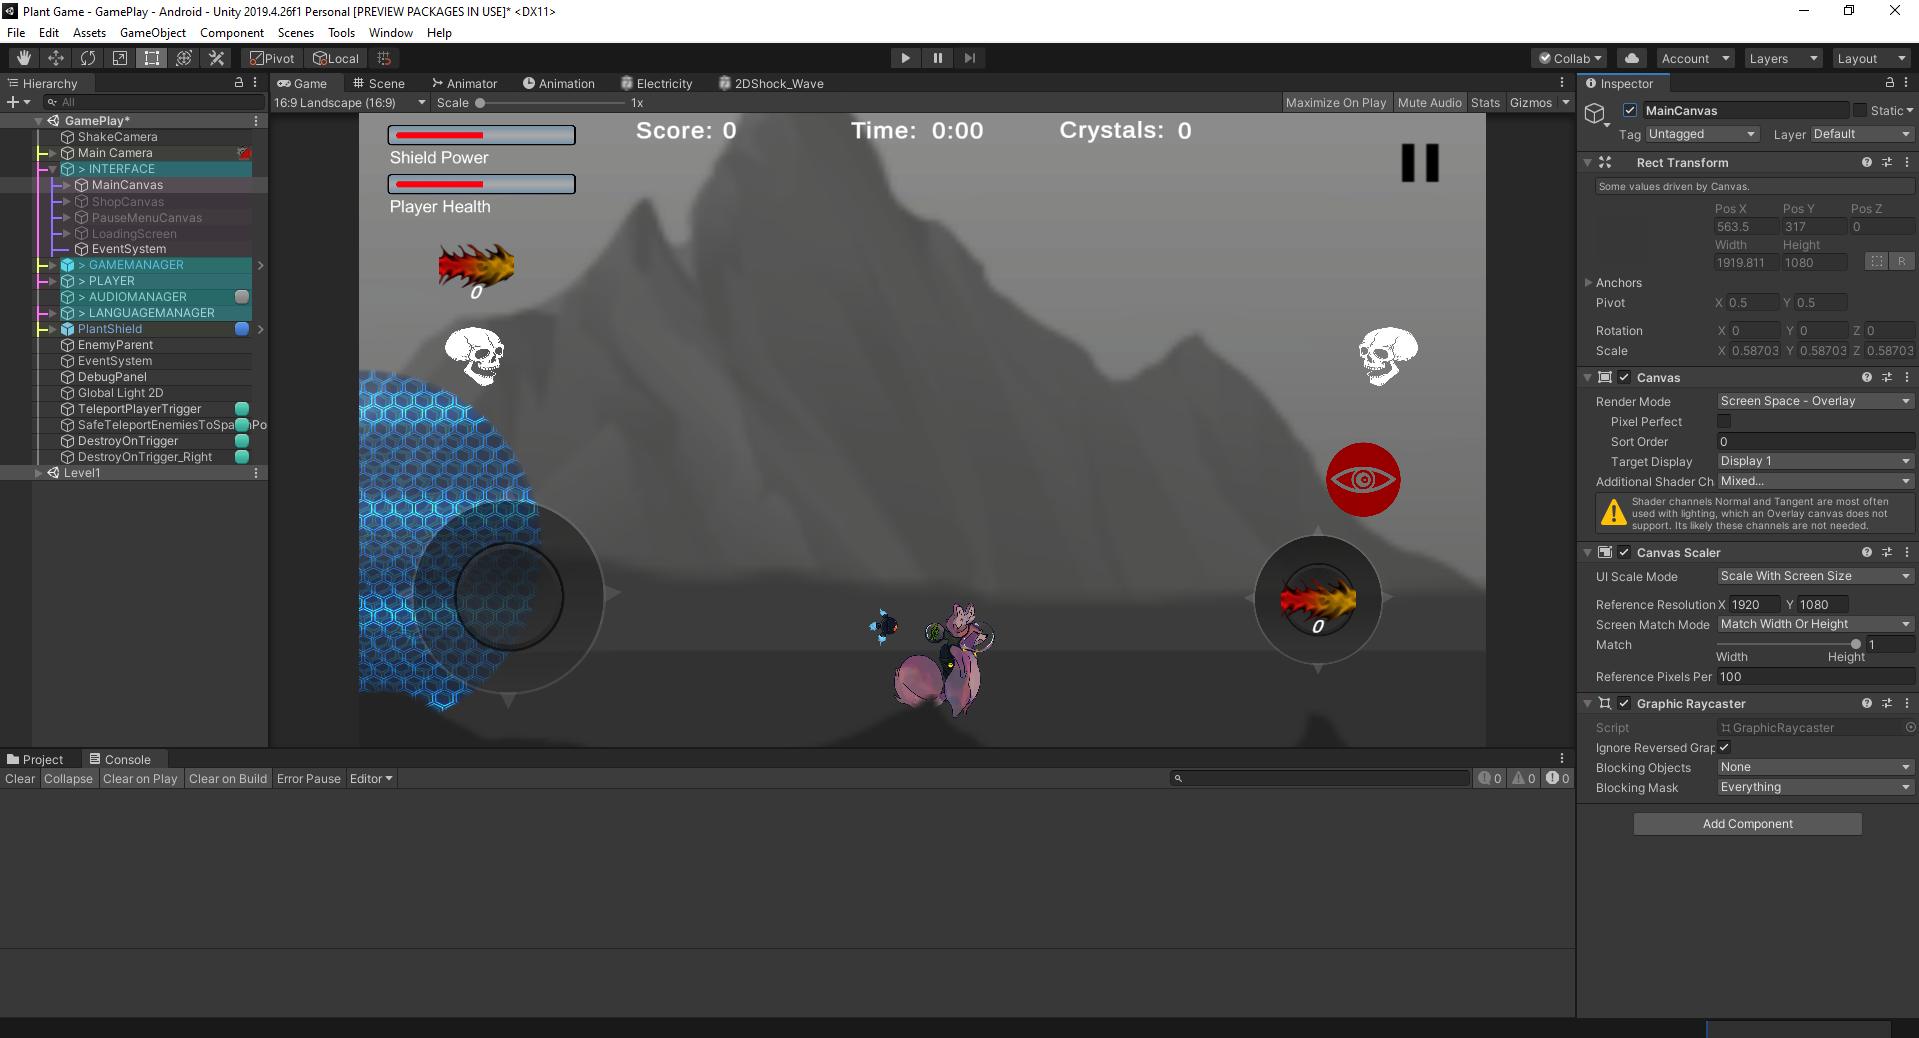 Plant Game - GamePlay - Android - Unity 2019.4.26f1 Personal [PREVIEW PACKAGES IN USE]* <DX11>
File Edit Assets GameObject Component Scenes Tools Window Help
Pivot Local Collab Account Layers Layout
Hierarchy
All
GamePlay*
ShakeCamera
Main Camera
> INTERFACE
MainCanvas
ShopCanvas
PauseMenuCanvas
LoadingScreen
EventSystem
> GAMEMANAGER
> PLAYER
> AUDIOMANAGER
> LANGUAGEMANAGER
PlantShield
EnemyParent
EventSystem
DebugPanel
Global Light 2D
TeleportPlayerTrigger
SafeTeleportEnemiesToSpawnPo
DestroyOnTrigger
DestroyOnTrigger_Right
Level1
Game Scene Animator Animation Electricity 2DShock_Wave
16:9 Landscape (16:9) Scale 1x Maximize On Play Mute Audio Stats Gizmos
Score: 0 Time: 0:00 Crystals: 0
Shield Power
Player Health
0
0
Project Console
Clear Collapse Clear on Play Clear on Build Error Pause Editor 0 0 0
Inspector
MainCanvas Static
Tag Untagged Layer Default
Rect Transform
Some values driven by Canvas.
Pos X Pos Y Pos Z
563.5 317 0
Width Height
1919.811 1080 R
Anchors
Pivot X 0.5 Y 0.5
Rotation X 0 Y 0 Z 0
Scale X 0.58703 Y 0.58703 Z 0.58703
Canvas
Render Mode Screen Space - Overlay
Pixel Perfect
Sort Order 0
Target Display Display 1
Additional Shader Ch Mixed...
Shader channels Normal and Tangent are most often
used with lighting, which an Overlay canvas does not
support. Its likely these channels are not needed.
Canvas Scaler
UI Scale Mode Scale With Screen Size
Reference Resolution X 1920 Y 1080
Screen Match Mode Match Width Or Height
Match 1
Width Height
Reference Pixels Per 100
Graphic Raycaster
Script GraphicRaycaster
Ignore Reversed Grap
Blocking Objects None
Blocking Mask Everything
Add Component